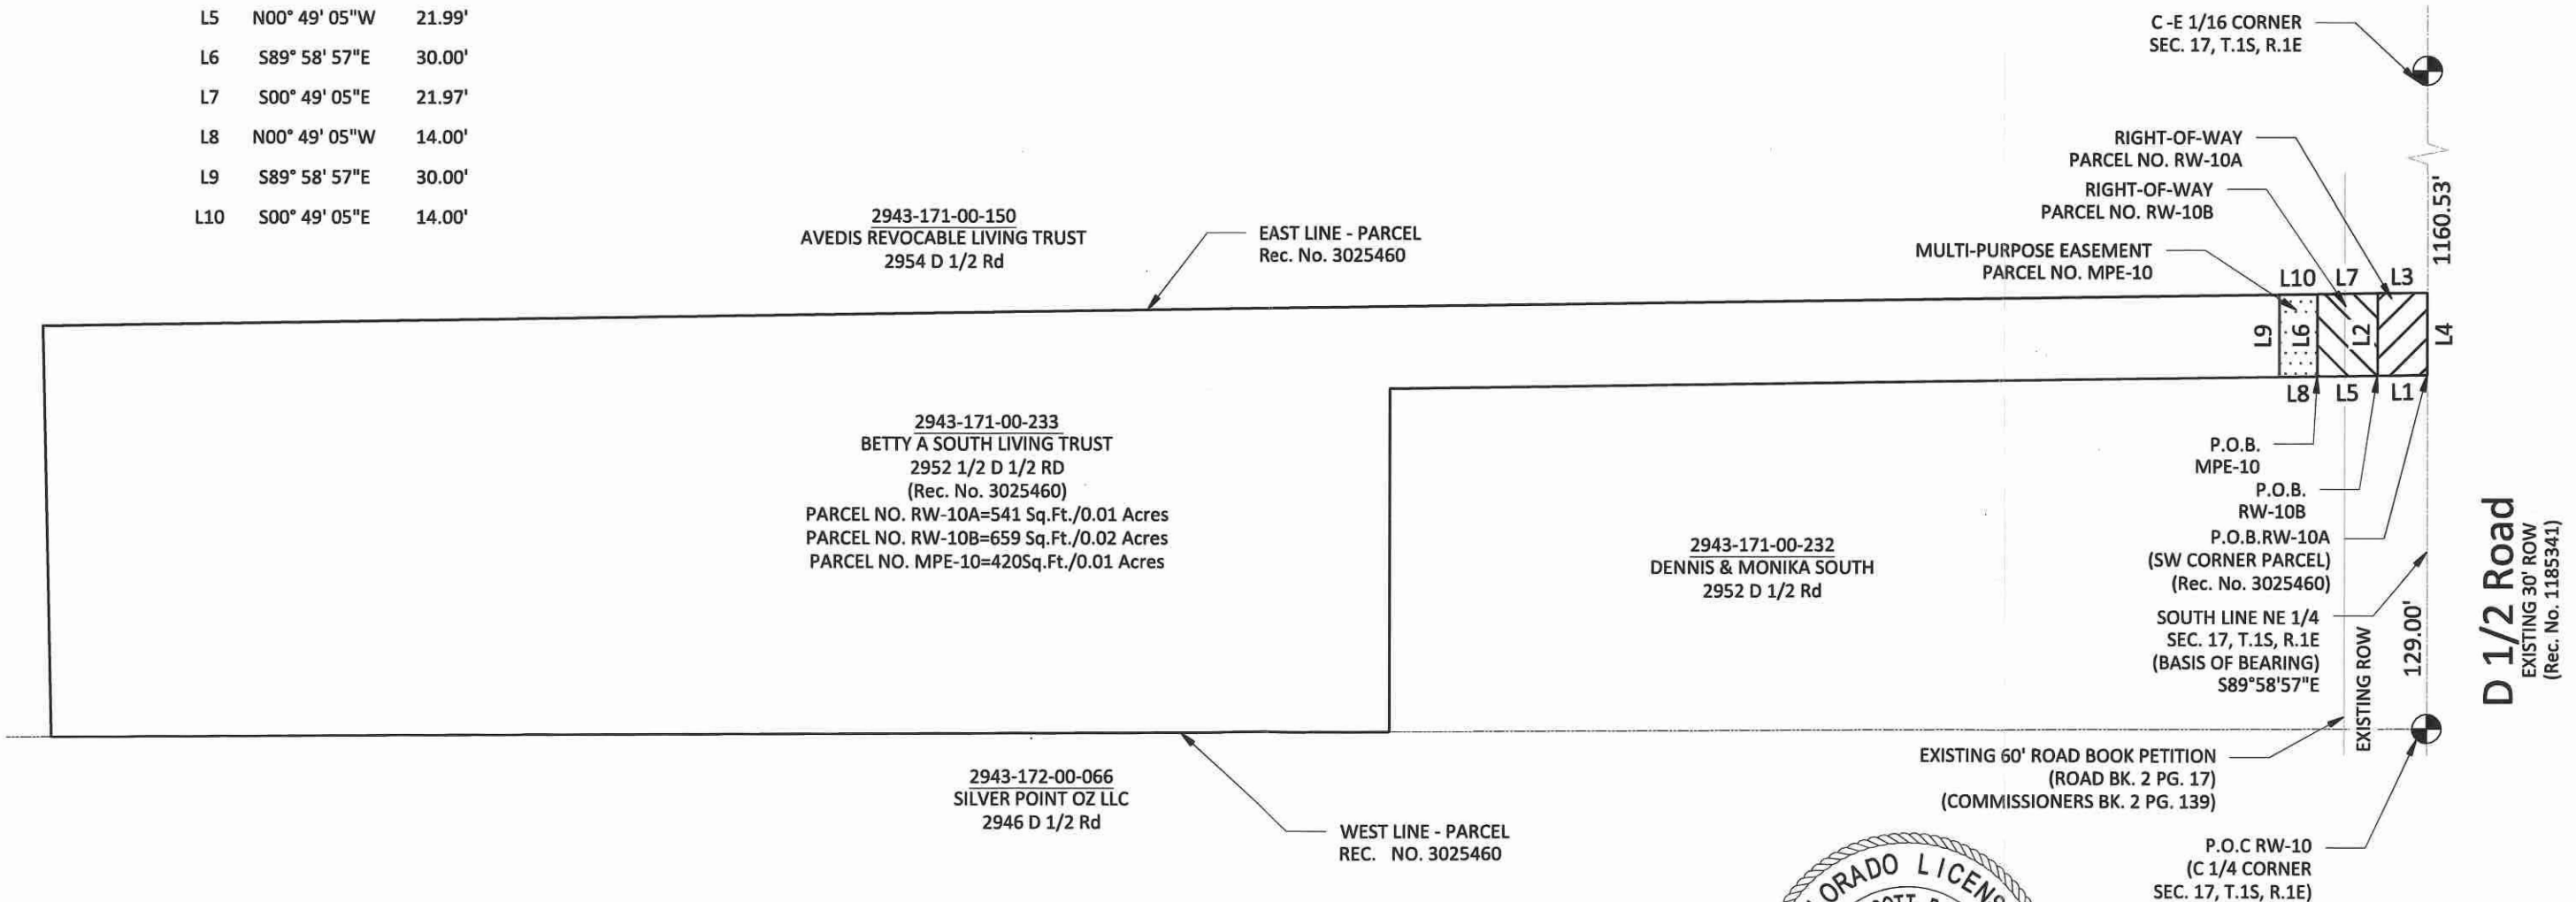 L5 N00° 49' 05"W 21.99'
L6 S89° 58' 57"E 30.00'
L7 S00° 49' 05"E 21.97'
L8 N00° 49' 05"W 14.00'
L9 S89° 58' 57"E 30.00'
L10 S00° 49' 05"E 14.00'
C -E 1/16 CORNER
SEC. 17, T.1S, R.1E
RIGHT-OF-WAY
PARCEL NO. RW-10A
RIGHT-OF-WAY
PARCEL NO. RW-10B
MULTI-PURPOSE EASEMENT
PARCEL NO. MPE-10
1160.53'
2943-171-00-150
AVEDIS REVOCABLE LIVING TRUST
2954 D 1/2 Rd
EAST LINE - PARCEL
Rec. No. 3025460
L10 L7 L3
L9 L6 L2 L4
L8 L5 L1
2943-171-00-233
BETTY A SOUTH LIVING TRUST
2952 1/2 D 1/2 RD
(Rec. No. 3025460)
PARCEL NO. RW-10A=541 Sq.Ft./0.01 Acres
PARCEL NO. RW-10B=659 Sq.Ft./0.02 Acres
PARCEL NO. MPE-10=420Sq.Ft./0.01 Acres
2943-171-00-232
DENNIS & MONIKA SOUTH
2952 D 1/2 Rd
P.O.B.
MPE-10
P.O.B.
RW-10B
P.O.B.RW-10A
(SW CORNER PARCEL)
(Rec. No. 3025460)
SOUTH LINE NE 1/4
SEC. 17, T.1S, R.1E
(BASIS OF BEARING)
S89°58'57"E
EXISTING ROW
129.00'
D 1/2 Road
EXISTING 30' ROW
(Rec. No. 1185341)
EXISTING 60' ROAD BOOK PETITION
(ROAD BK. 2 PG. 17)
(COMMISSIONERS BK. 2 PG. 139)
2943-172-00-066
SILVER POINT OZ LLC
2946 D 1/2 Rd
WEST LINE - PARCEL
REC. NO. 3025460
P.O.C RW-10
(C 1/4 CORNER
SEC. 17, T.1S, R.1E)
ORADO LICENS